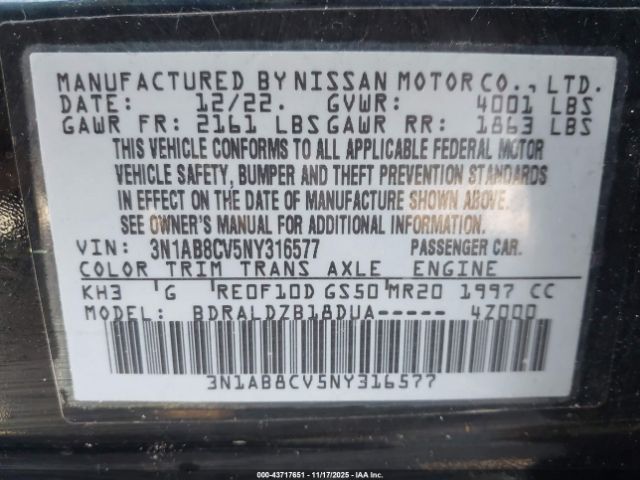 MANUFACTURED BY NISSAN MOTOR CO., LTD.
DATE: 12/22. GVWR: 4001 LBS
GAWR FR: 2161 LBS GAWR RR: 1863 LBS
THIS VEHICLE CONFORMS TO ALL APPLICABLE FEDERAL MOTOR
VEHICLE SAFETY, BUMPER AND THEFT PREVENTION STANDARDS
IN EFFECT ON THE DATE OF MANUFACTURE SHOWN ABOVE.
SEE OWNER'S MANUAL FOR ADDITIONAL INFORMATION.
VIN: 3N1AB8CV5NY316577 PASSENGER CAR.
COLOR TRIM TRANS AXLE ENGINE
KH3 G RE0F10D GS50 MR20 1997 CC
MODEL: BDRALDZB18DUA----- 4Z000
3N1AB8CV5NY316577
000-43717651 - 11/17/2025 - IAAI.COM